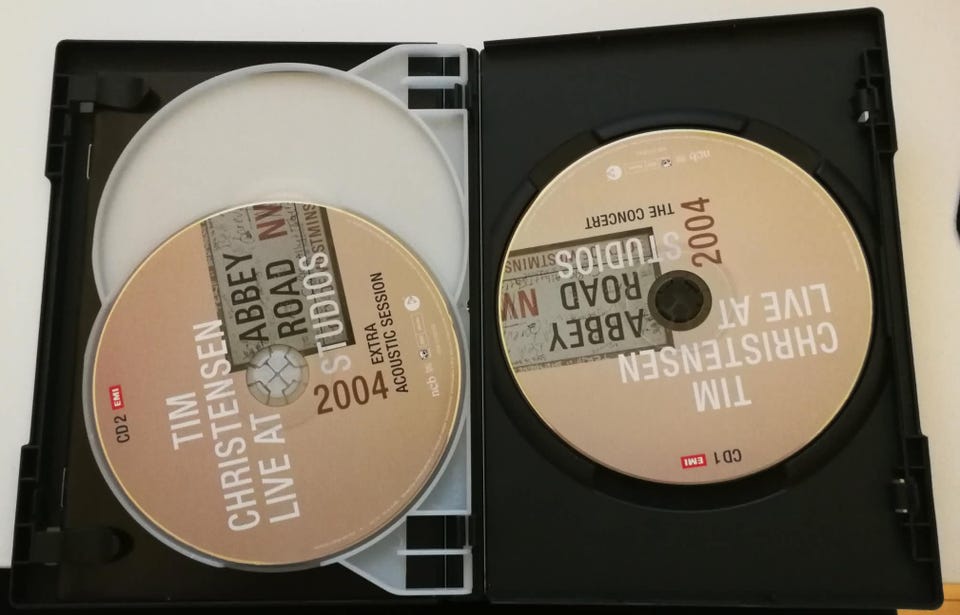 CD 2 EMI
TIM
CHRISTENSEN
LIVE AT
ABBEY
ROAD NW
STMINS
STUDIOS
2004
EXTRA
ACOUSTIC SESSION
ncb
CD 1 EMI
TIM
CHRISTENSEN
LIVE AT
ABBEY
ROAD NW
STMINS
STUDIOS
2004
THE CONCERT
ncb